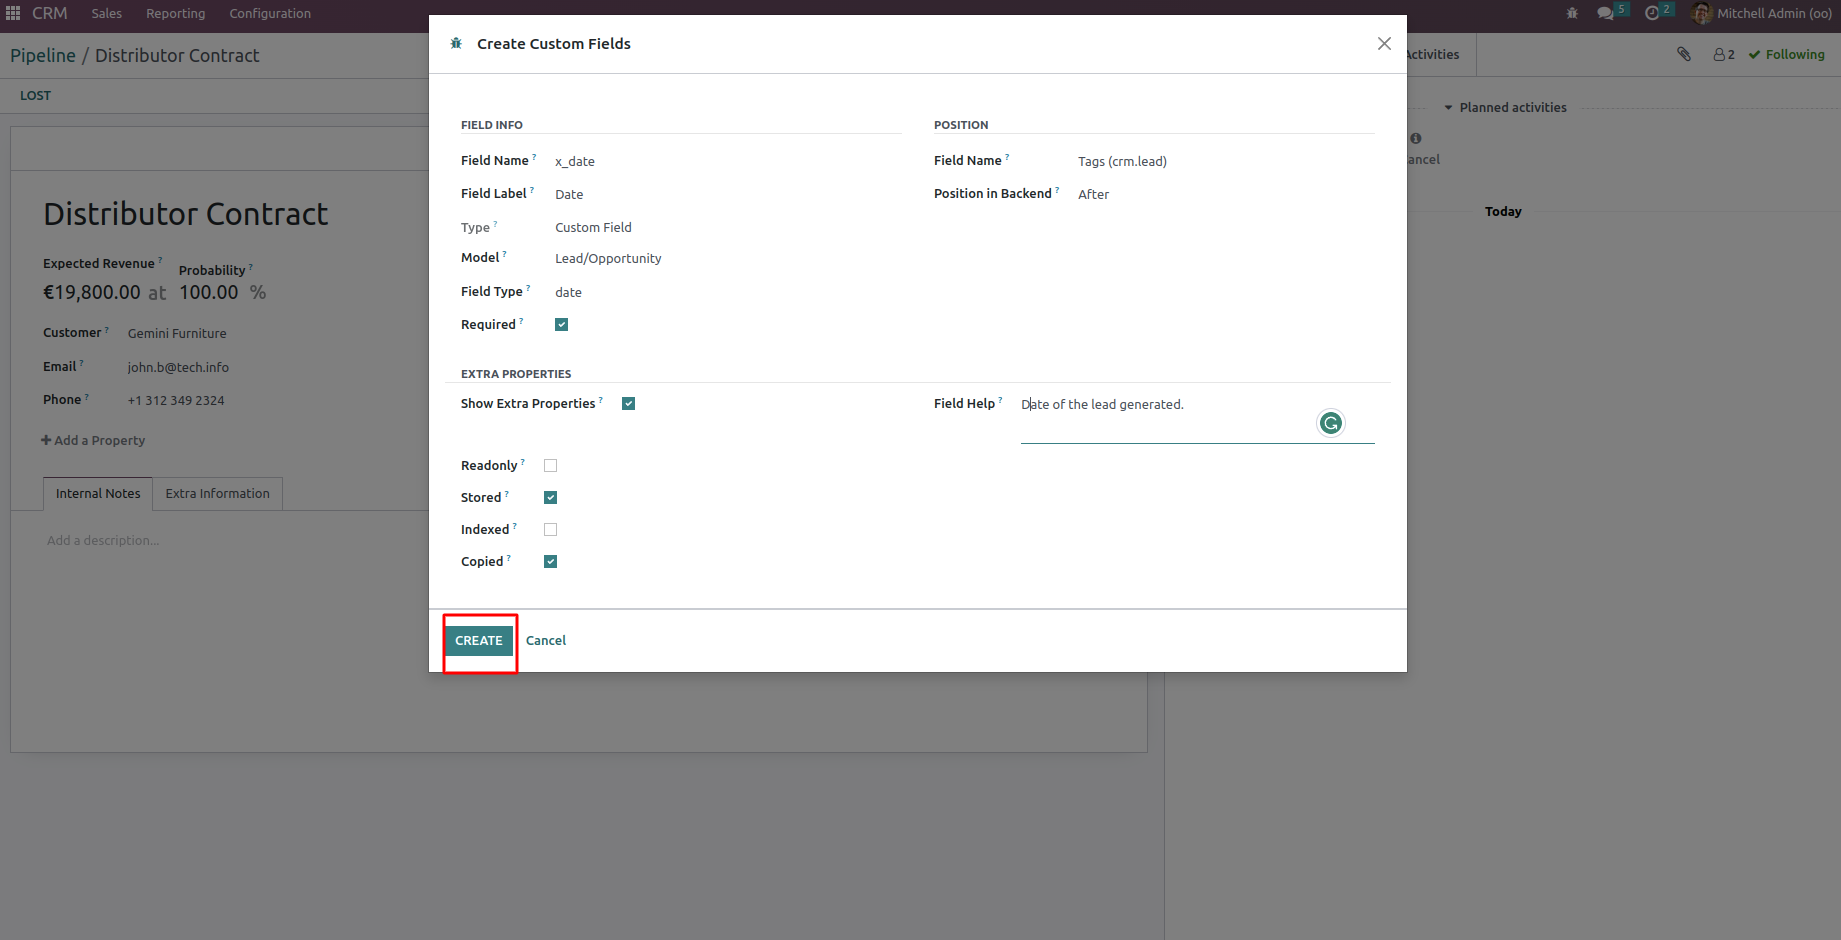 CRM Sales Reporting Configuration 5 2 Mitchell Admin (oo)
Pipeline / Distributor Contract
Activities 2 Following
LOST
Planned activities
ancel
Today
Distributor Contract
Expected Revenue ? Probability ?
€19,800.00 at 100.00 %
Customer ? Gemini Furniture
Email ? john.b@tech.info
Phone ? +1 312 349 2324
Add a Property
Internal Notes Extra Information
Add a description...
Create Custom Fields
FIELD INFO
Field Name ? x_date
Field Label ? Date
Type ? Custom Field
Model ? Lead/Opportunity
Field Type ? date
Required ?
POSITION
Field Name ? Tags (crm.lead)
Position in Backend ? After
EXTRA PROPERTIES
Show Extra Properties ?
Field Help ? Date of the lead generated.
Readonly ?
Stored ?
Indexed ?
Copied ?
CREATE Cancel